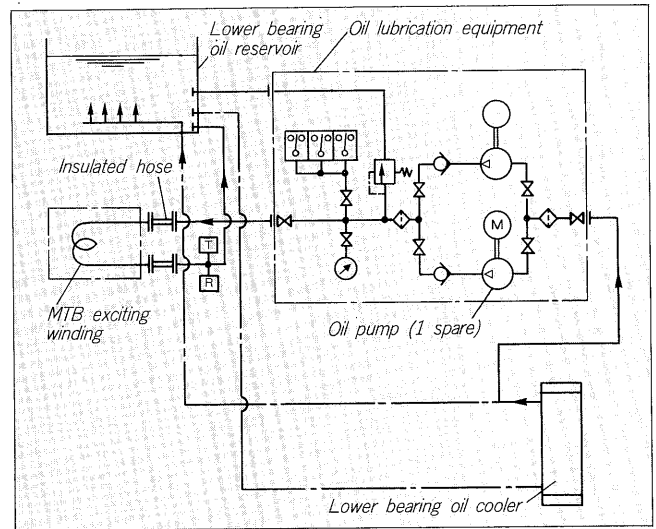 Lower bearing
oil reservoir
Oil lubrication equipment
Insulated hose
M
T
R
MTB exciting
winding
Oil pump (1 spare)
Lower bearing oil cooler